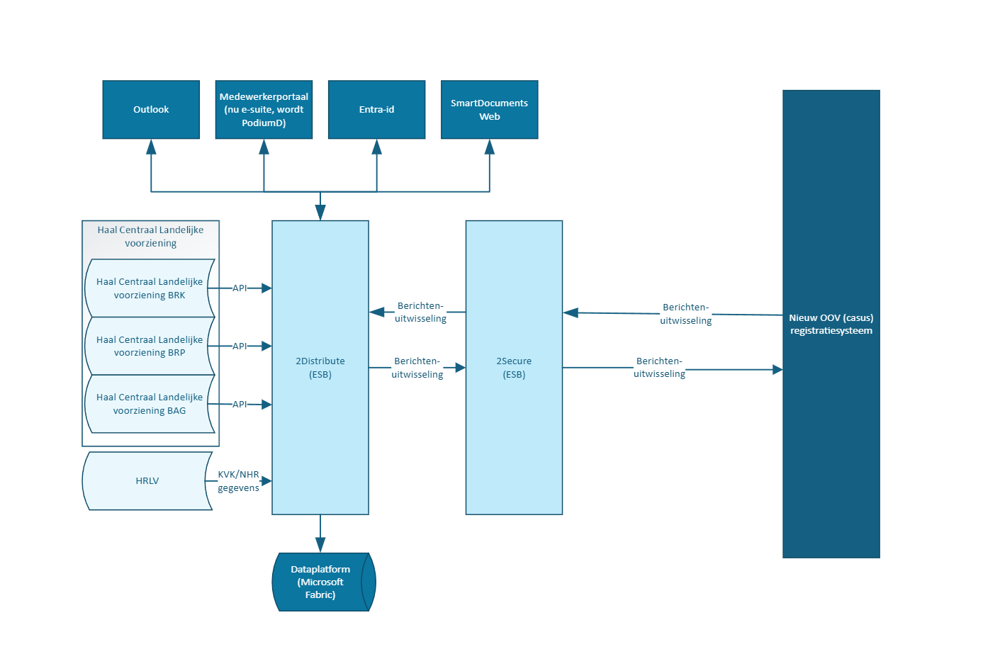 Outlook
Medewerkerportaal
(nu e-suite, wordt
PodiumD)
Entra-id
SmartDocuments
Web
Haal Centraal Landelijke
voorziening
Haal Centraal Landelijke
voorziening BRK
API
Haal Centraal Landelijke
voorziening BRP
API
Haal Centraal Landelijke
voorziening BAG
API
HRLV
KVK/NHR
gegevens
2Distribute
(ESB)
Berichten-
uitwisseling
Berichten-
uitwisseling
2Secure
(ESB)
Berichten-
uitwisseling
Berichten-
uitwisseling
Nieuw OOV (casus)
registratiesysteem
Dataplatform
(Microsoft
Fabric)